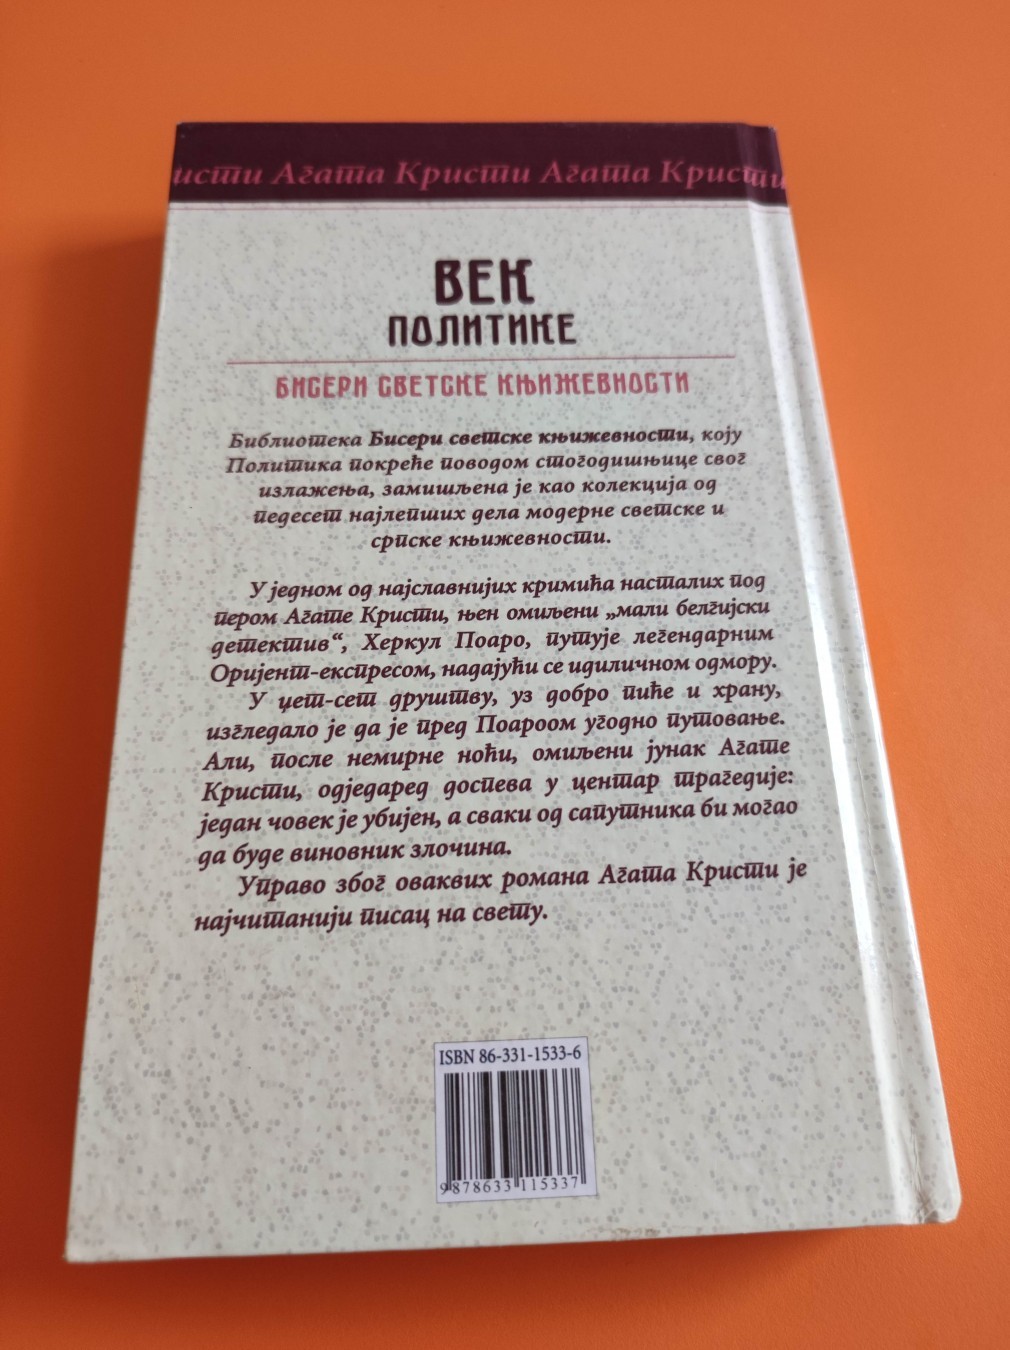 исти Агата Кристи Агата Кристи
ВЕК
ПОЛИТИКЕ
БИСЕРИ СВЕТСКЕ КЊИЖЕВНОСТИ
Библиотека Бисери светске књижевности, коју
Политика покреће поводом стогодишњице свог
излажења, замишљена је као колекција од
педесет најлепших дела модерне светске и
српске књижевности.
У једном од најславнијих кримића насталих под
пером Агате Кристи, њен омиљени „мали белгијски
детектив“, Херкул Поаро, путује легендарним
Оријент-експресом, надајући се идиличном одмору.
У џет-сет друштву, уз добро пиће и храну,
изгледало је да је пред Поароом угодно путовање.
Али, после немирне ноћи, омиљени јунак Агате
Кристи, одједаред доспева у центар трагедије:
један човек је убијен, а сваки од сапутника би могао
да буде виновник злочина.
Управо због оваквих романа Агата Кристи је
најчитанији писац на свету.
ISBN 86-331-1533-6
9 788633 115337